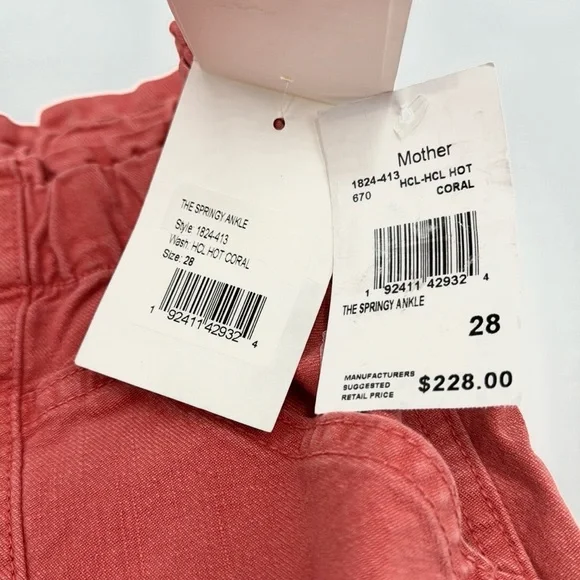 THE SPRINGY ANKLE
Style: 1824-413
Wash: HCL HOT CORAL
Size: 28
1 92411 42932 4
Mother
1824-413 HCL-HCL HOT
670 CORAL
1 92411 42932 4
THE SPRINGY ANKLE
28
MANUFACTURERS
SUGGESTED
RETAIL PRICE $228.00